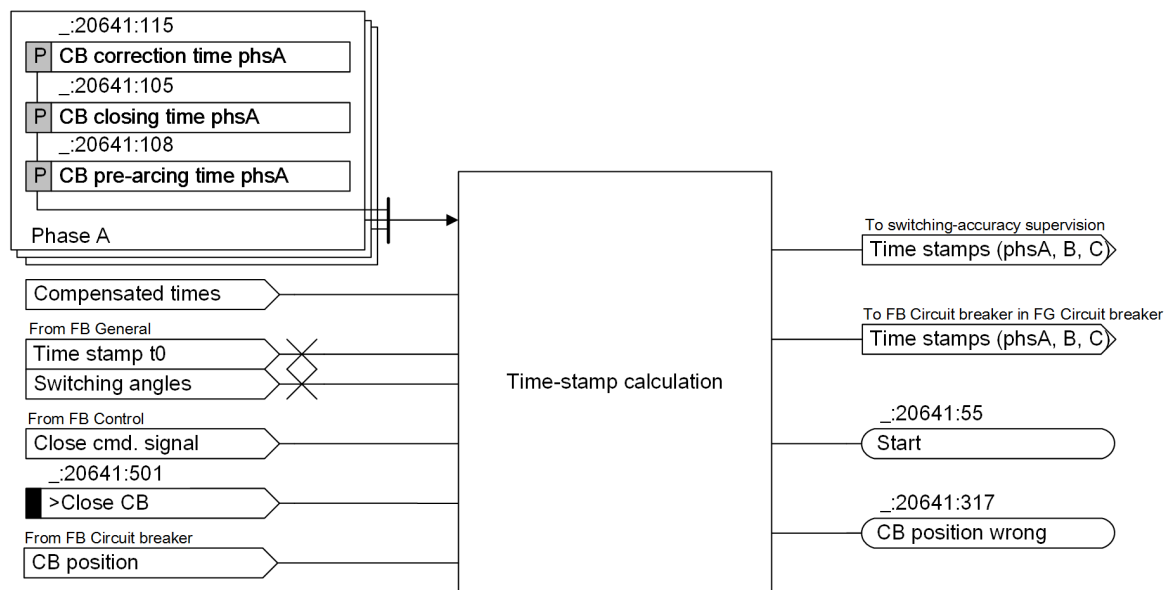 _:20641:115
P CB correction time phsA
_:20641:105
P CB closing time phsA
_:20641:108
P CB pre-arcing time phsA
Phase A
Compensated times
From FB General
Time stamp t0
Switching angles
From FB Control
Close cmd. signal
_:20641:501
>Close CB
From FB Circuit breaker
CB position
Time-stamp calculation
To switching-accuracy supervision
Time stamps (phsA, B, C)
To FB Circuit breaker in FG Circuit breaker
Time stamps (phsA, B, C)
_:20641:55
Start
_:20641:317
CB position wrong